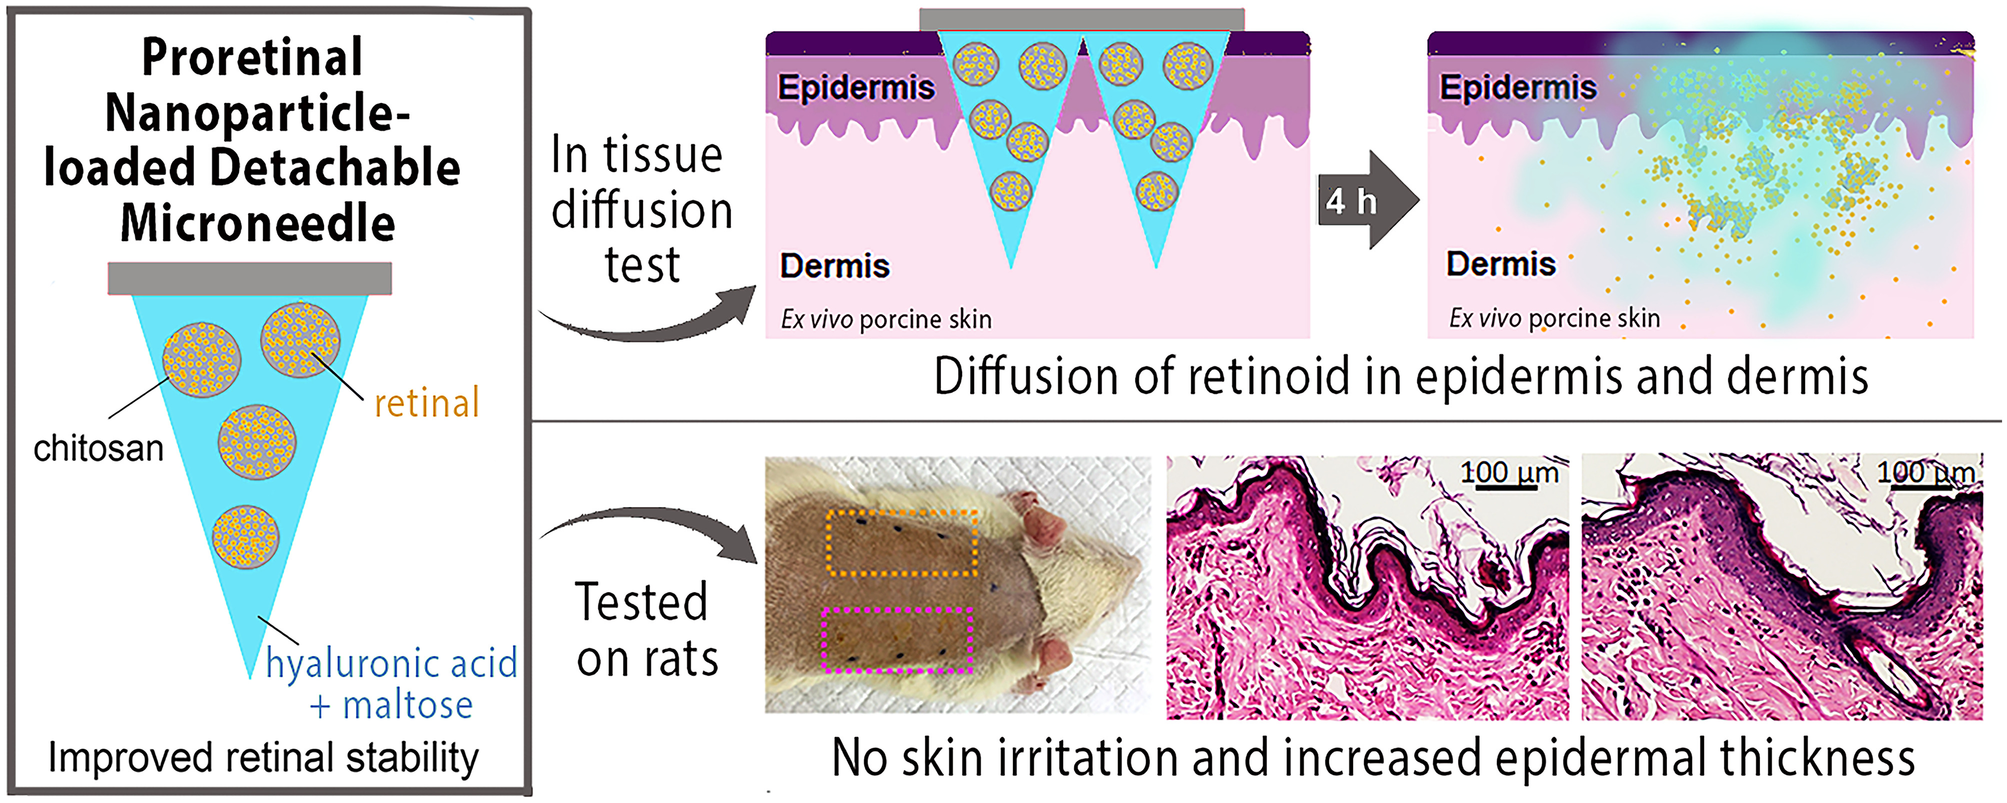 Proretinal
Nanoparticle-
loaded Detachable
Microneedle
chitosan
retinal
hyaluronic acid
+ maltose
Improved retinal stability
In tissue
diffusion
test
Epidermis
Dermis
Ex vivo porcine skin
4 h
Epidermis
Dermis
Ex vivo porcine skin
Diffusion of retinoid in epidermis and dermis
Tested
on rats
100 µm
100 µm
No skin irritation and increased epidermal thickness